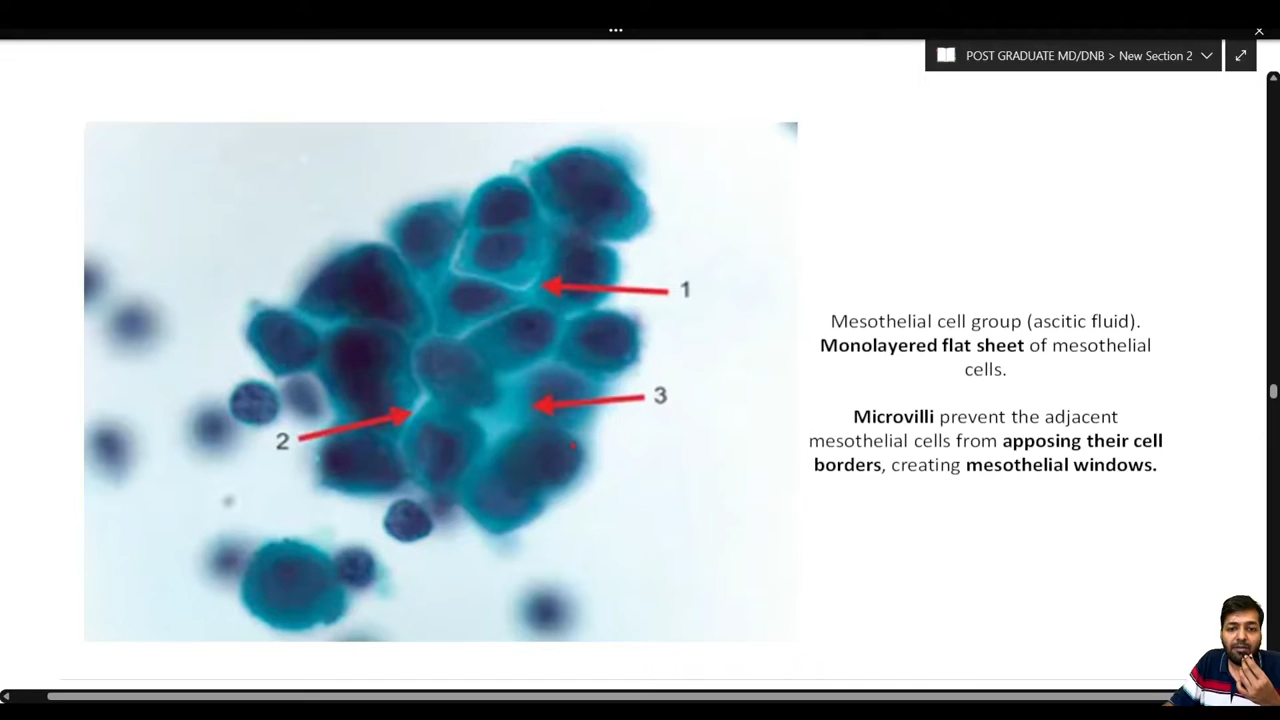 POST GRADUATE MD/DNB > New Section 2
1
2
3
Mesothelial cell group (ascitic fluid).
Monolayered flat sheet of mesothelial
cells.
Microvilli prevent the adjacent
mesothelial cells from apposing their cell
borders, creating mesothelial windows.